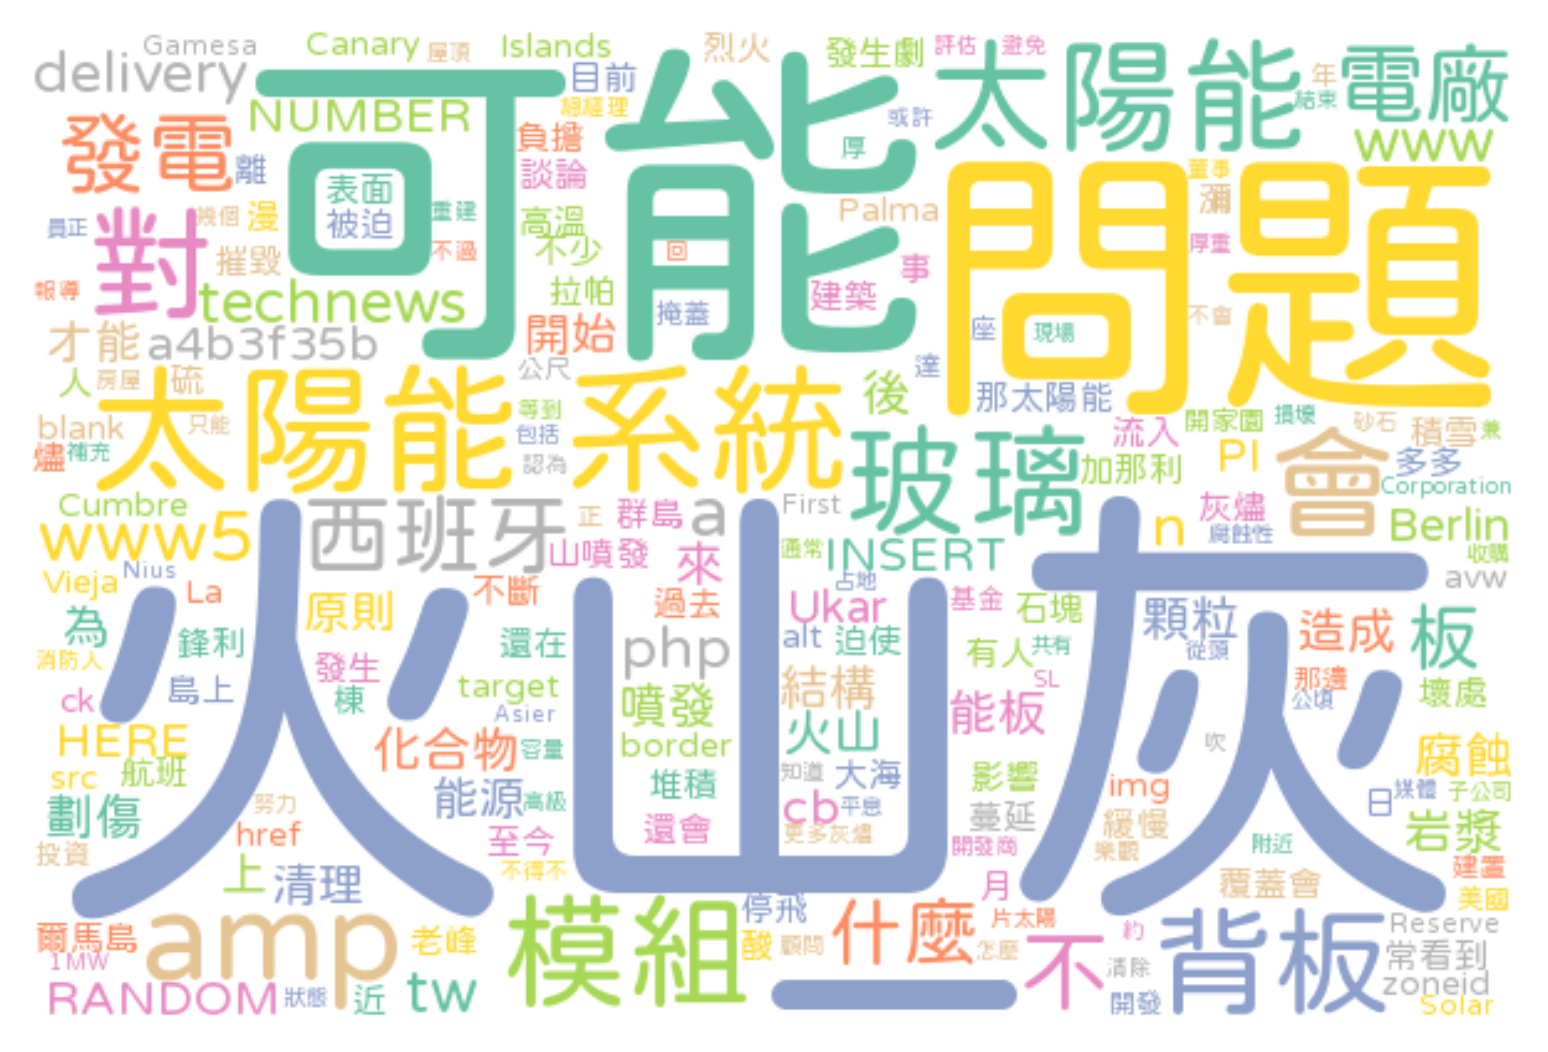 Gamesa
Canary
屋頂
Islands
烈火
發生劇
評估
避免
delivery
可能
目前
太陽能
年
電廠
結束
NUMBER
總經理
或許
發電
離
負擔
厚
www
表面
談論
問題
董事
瀰
被迫
重建
幾個
漫
Palma
員正
對
高溫
不少
不過
回
厚重
摧毀
事
報導
technews
拉帕
建築
掩蓋
開始
座
現場
不會
才能
a4b3f35b
公尺
達
人
房屋
硫
後
那太陽能
太陽能系統
等到
開家園
損壞
砂石
積雪
兼
blank
只能
包括
流入
燼
補充
認為
玻璃
加那利
PI
會
多多
Corporation
Cumbre
西班牙
正
群島
a
First
灰燼
n
腐蝕性
Berlin
www5
山噴發
來
通常
INSERT
收購
Vieja
Nius
La
不斷
占地
avw
火山灰
原則
過去
Ukar
基金
石塊
顆粒
造成
板
為
鋒利
還在
php
alt
迫使
有人
共有
從頭
消防人
發生
SL
那邊
ck
島上
棟
target
噴發
結構
能板
公頃
壞處
Asier
HERE
化合物
容量
border
火山
吹
腐蝕
src
航班
堆積
知道
大海
影響
img
能源
高級
cb
平息
日
媒體
子公司
劃傷
努力
href
至今
還會
更多灰燼
蔓延
緩慢
岩漿
投資
開發商
樂觀
附近
上
清理
不得不
月
覆蓋會
建置
美國
爾馬島
amp
老峰
模組
停飛
什麼
片太陽
約
背板
Reserve
1MW
酸
顧問
怎麼
不
清除
常看到
RANDOM
狀態
近
tw
一
開發
zoneid
Solar